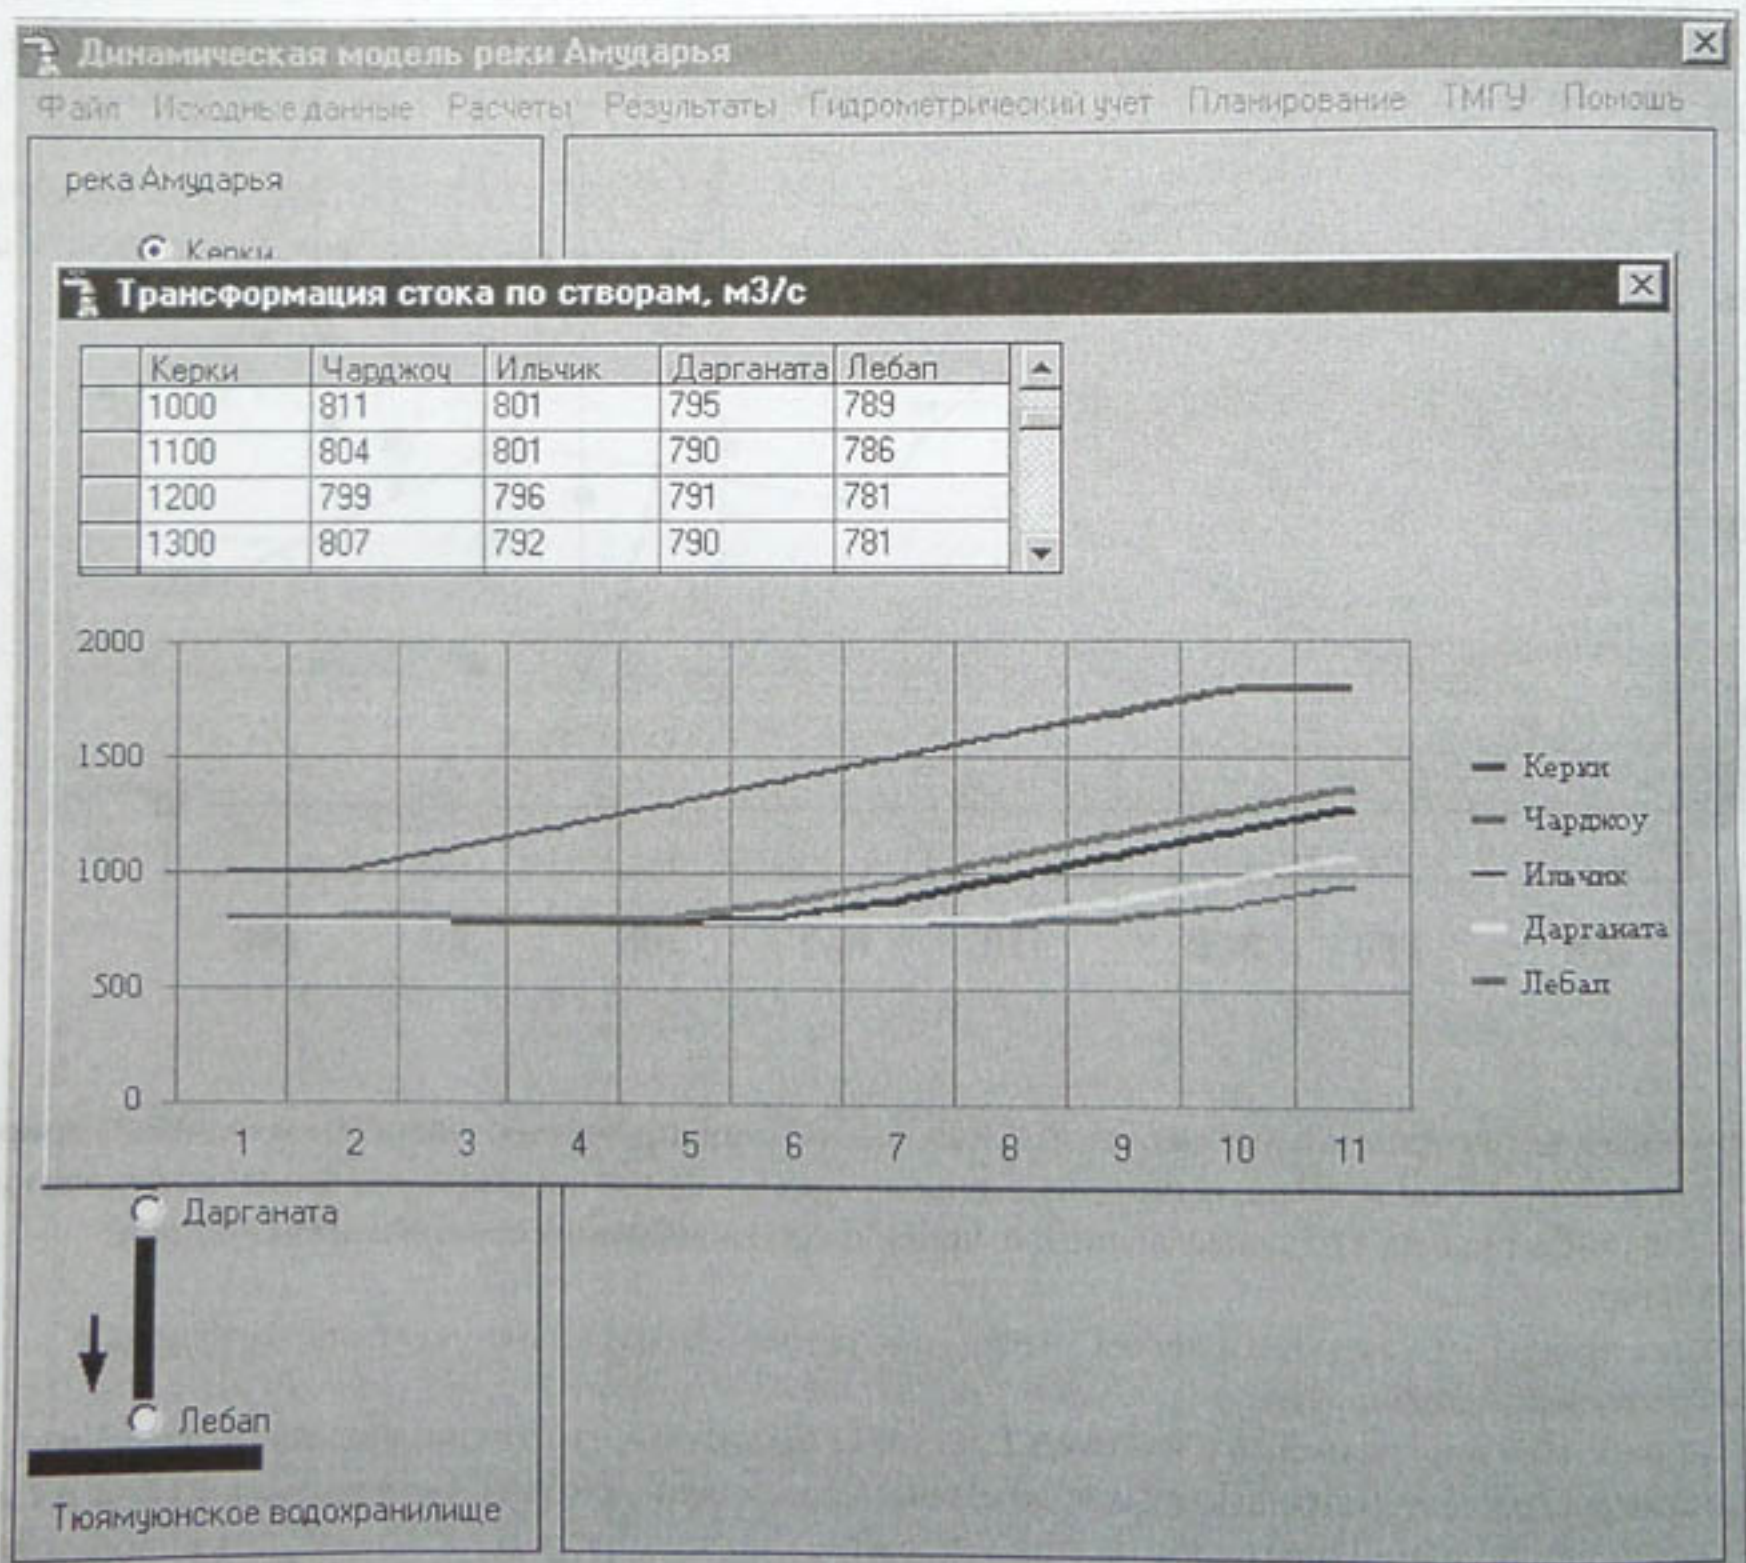 Динамическая модель реки Амударья
Файл Исходные данные Расчеты Результаты Гидрометрический учет Планирование ТМГУ Помощь
река Амударья
Керки
Трансформация стока по створам, м3/с
Керки Чарджоу Ильчик Дарганата Лебап
1000 811 801 795 789
1100 804 801 790 786
1200 799 796 791 781
1300 807 792 790 781
2000
1500
1000
500
0
1 2 3 4 5 6 7 8 9 10 11
Керки
Чарджоу
Ильчик
Дарганата
Лебап
Дарганата
Лебап
Тюямуюнское водохранилище